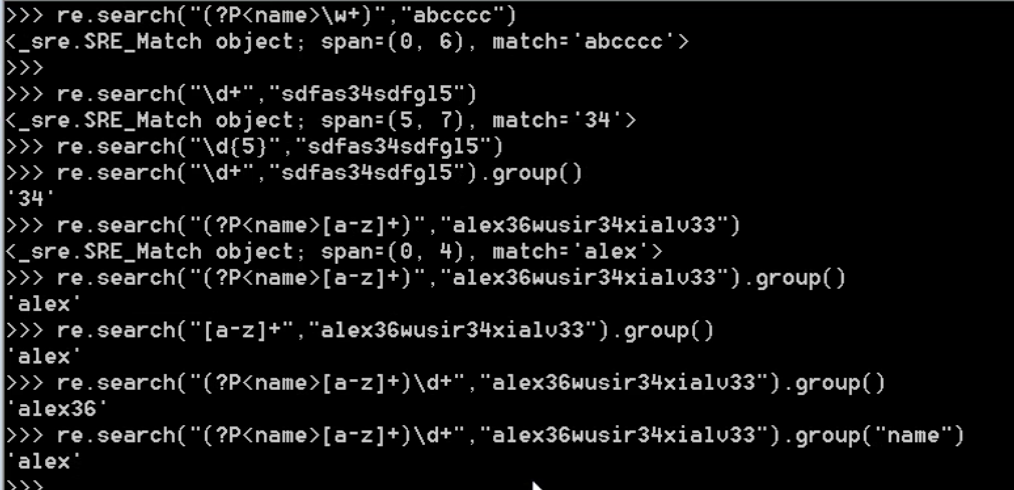 >>> re.search("(?P<name>\w+)","abcccc")
<_sre.SRE_Match object; span=(0, 6), match='abcccc'>
>>>
>>> re.search("\d+","sdfas34sdfg15")
<_sre.SRE_Match object; span=(5, 7), match='34'>
>>> re.search("\d{5}","sdfas34sdfg15")
>>> re.search("\d+","sdfas34sdfg15").group()
'34'
>>> re.search("(?P<name>[a-z]+)","alex36wusir34xialv33")
<_sre.SRE_Match object; span=(0, 4), match='alex'>
>>> re.search("(?P<name>[a-z]+)","alex36wusir34xialv33").group()
'alex'
>>> re.search("[a-z]+","alex36wusir34xialv33").group()
'alex'
>>> re.search("(?P<name>[a-z]+)\d+","alex36wusir34xialv33").group()
'alex36'
>>> re.search("(?P<name>[a-z]+)\d+","alex36wusir34xialv33").group("name")
'alex'
>>>